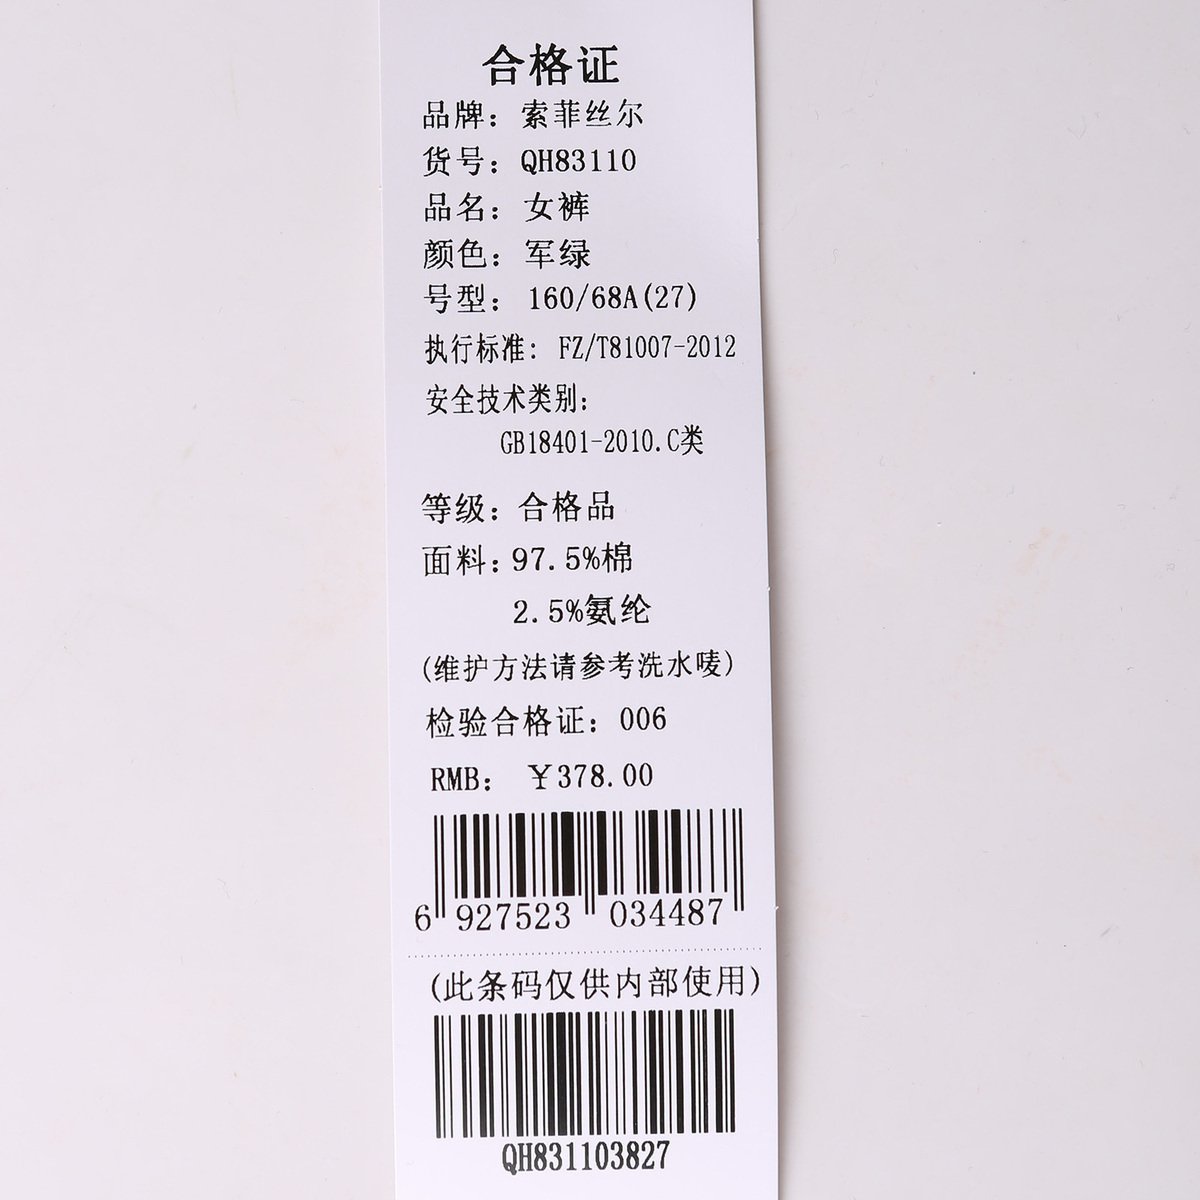 合格证
品牌：索菲丝尔
货号：QH83110
品名：女裤
颜色：军绿
号型：160/68A(27)
执行标准：FZ/T81007-2012
安全技术类别：
GB18401-2010.C类
等级：合格品
面料：97.5%棉
2.5%氨纶
(维护方法请参考洗水唛)
检验合格证：006
RMB：￥378.00
6 927523 034487
(此条码仅供内部使用)
QH831103827